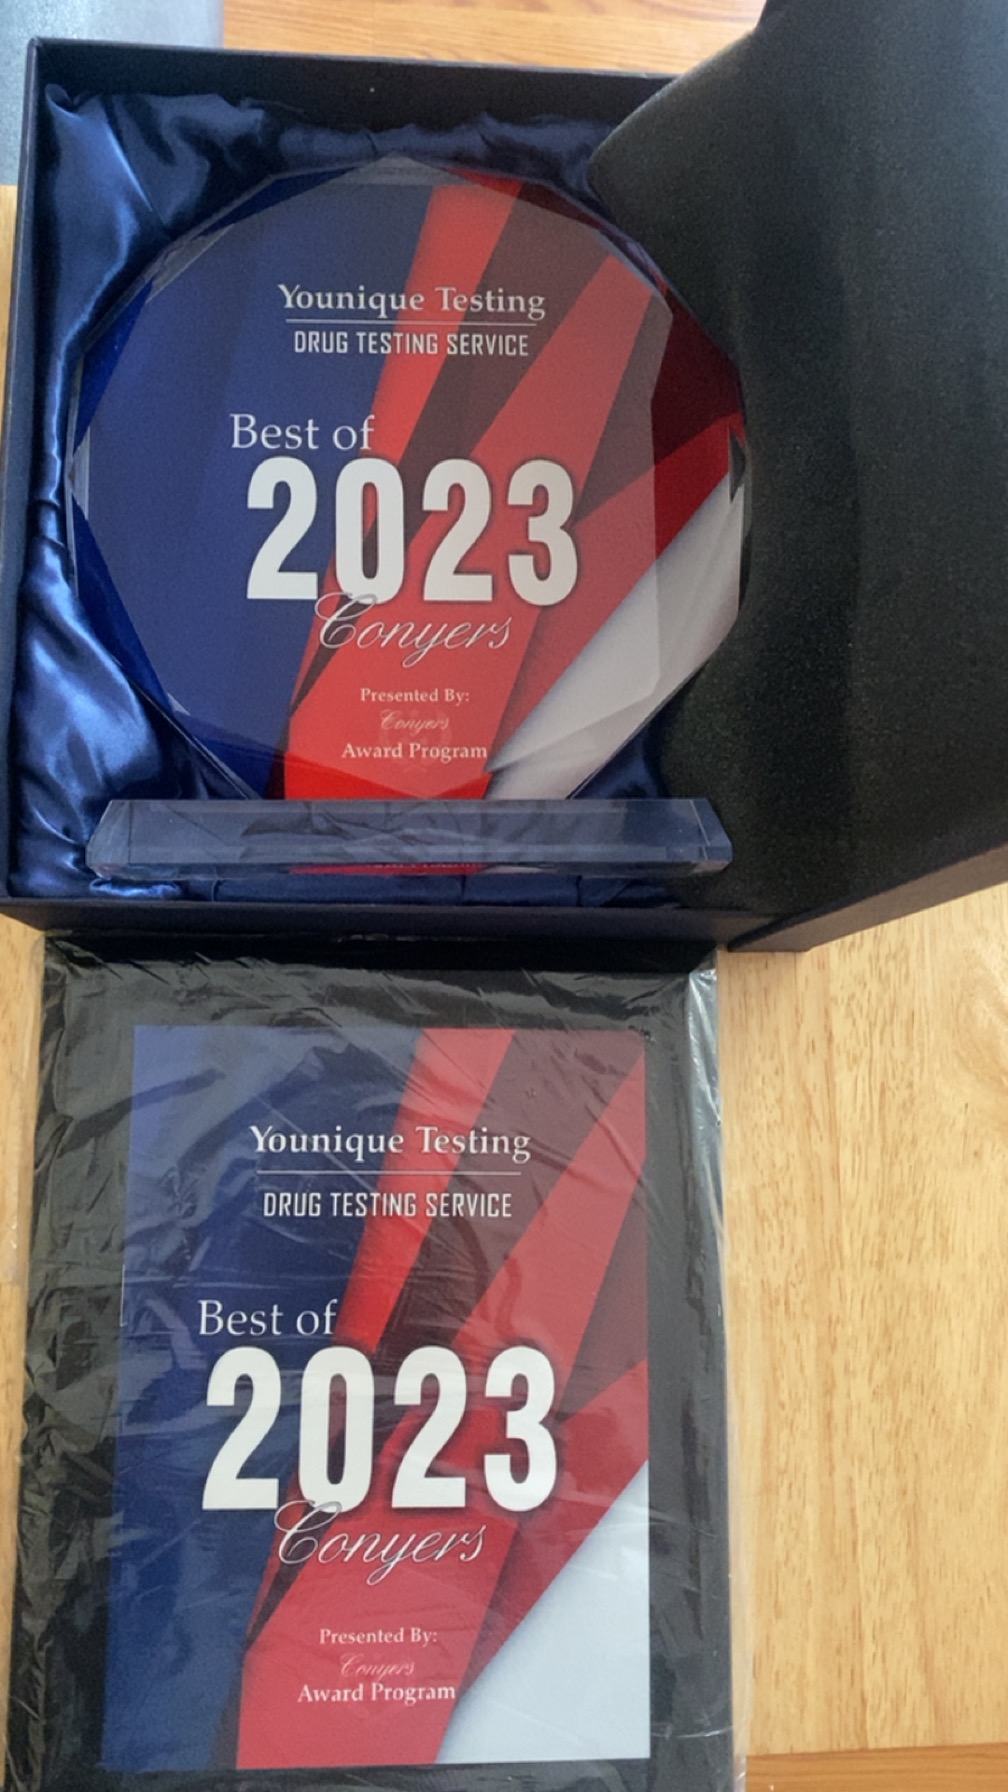 Younique Testing
DRUG TESTING SERVICE
Best of
2023
Conyers
Presented By:
Conyers
Award Program
Younique Testing
DRUG TESTING SERVICE
Best of
2023
Conyers
Presented By:
Conyers
Award Program